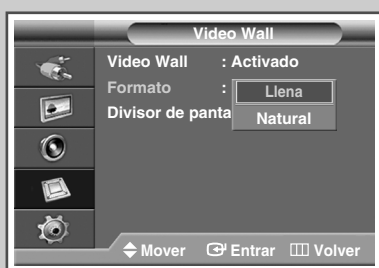 Video Wall
Video Wall : Activado
Formato : Llena
Divisor de panta Natural
Mover Entrar Volver